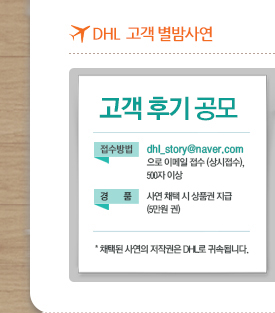 DHL 고객 별밤사연
고객 후기 공모
접수방법 dhl_story@naver.com
으로 이메일 접수 (상시접수),
500자 이상
경 품 사연 채택 시 상품권 지급
(5만원 권)
* 채택된 사연의 저작권은 DHL로 귀속됩니다.